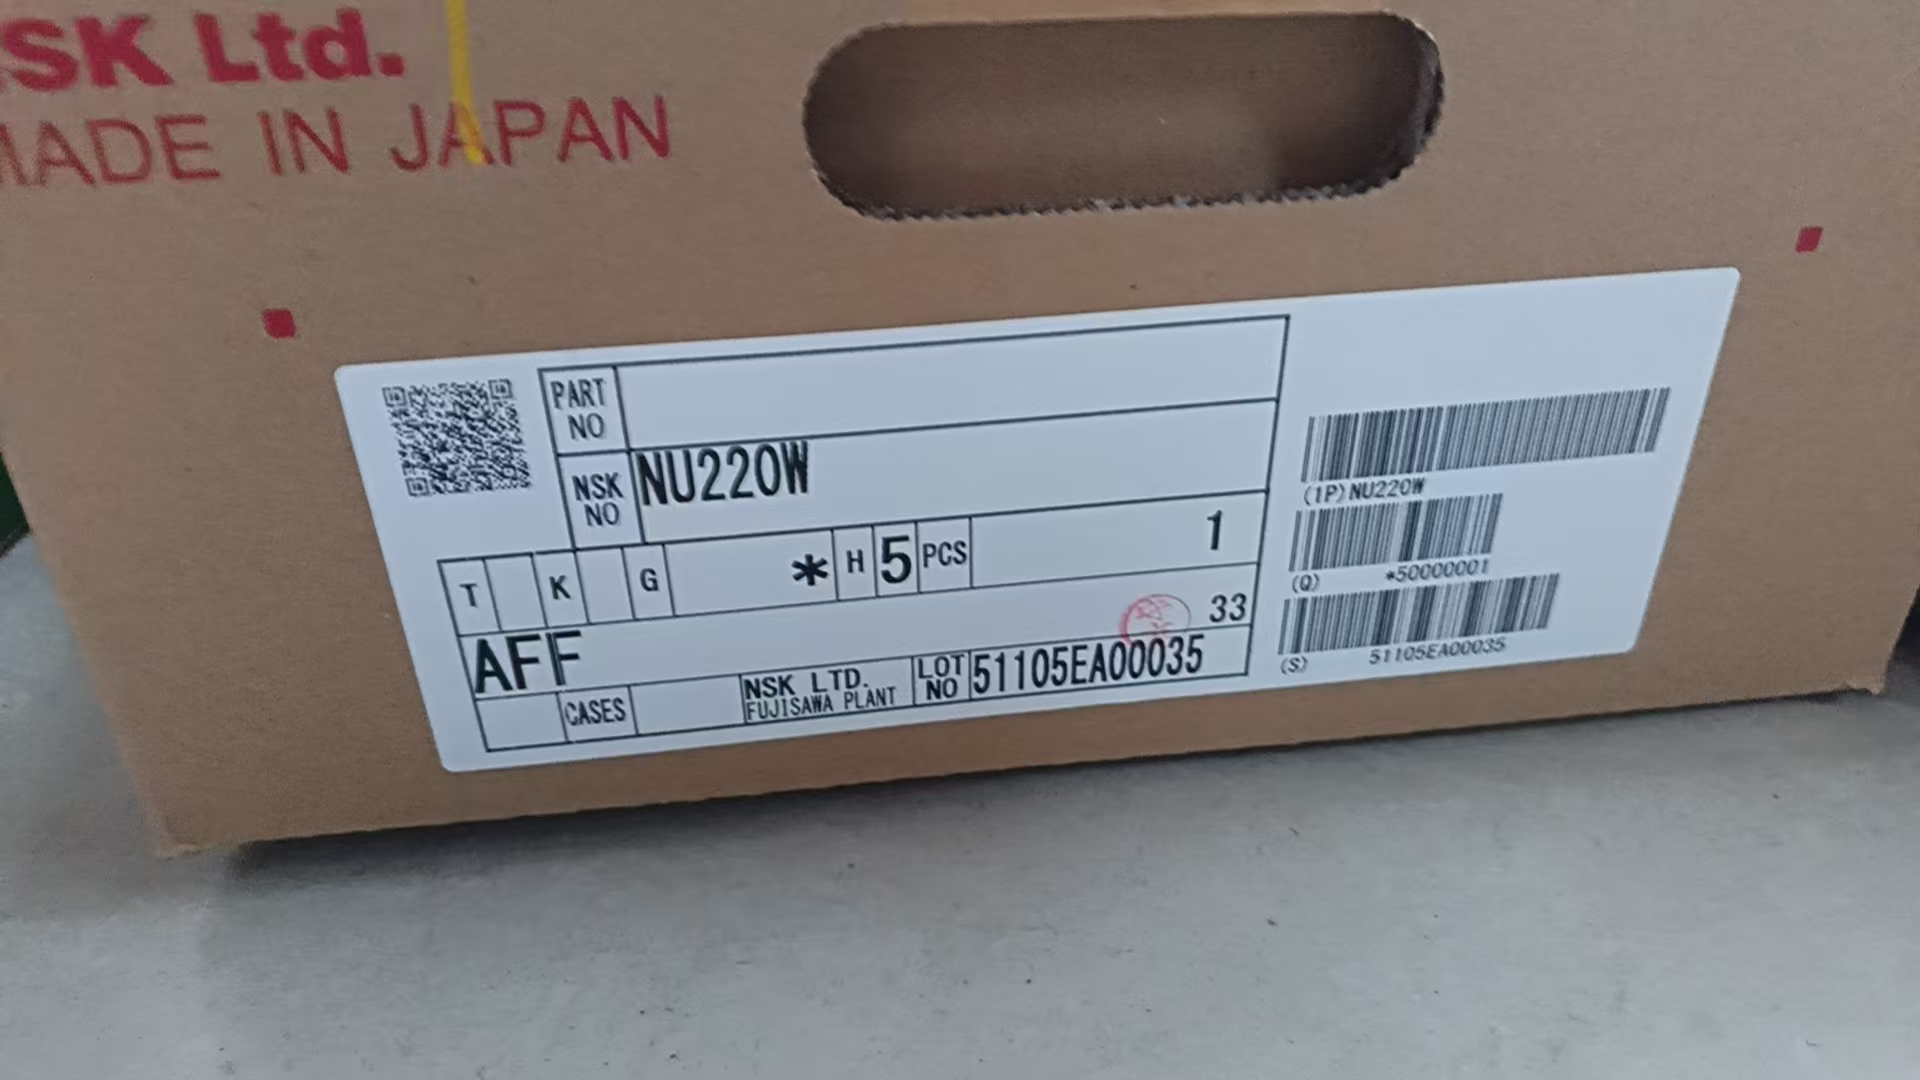 SK Ltd.
MADE IN JAPAN
PART NO
NSK NO NU220W
T K G * H 5 PCS 1
AFF 33
CASES NSK LTD. FUJISAWA PLANT LOT NO 51105EA00035
(1P) NU220W
(Q) *50000001
(S) 51105EA00035